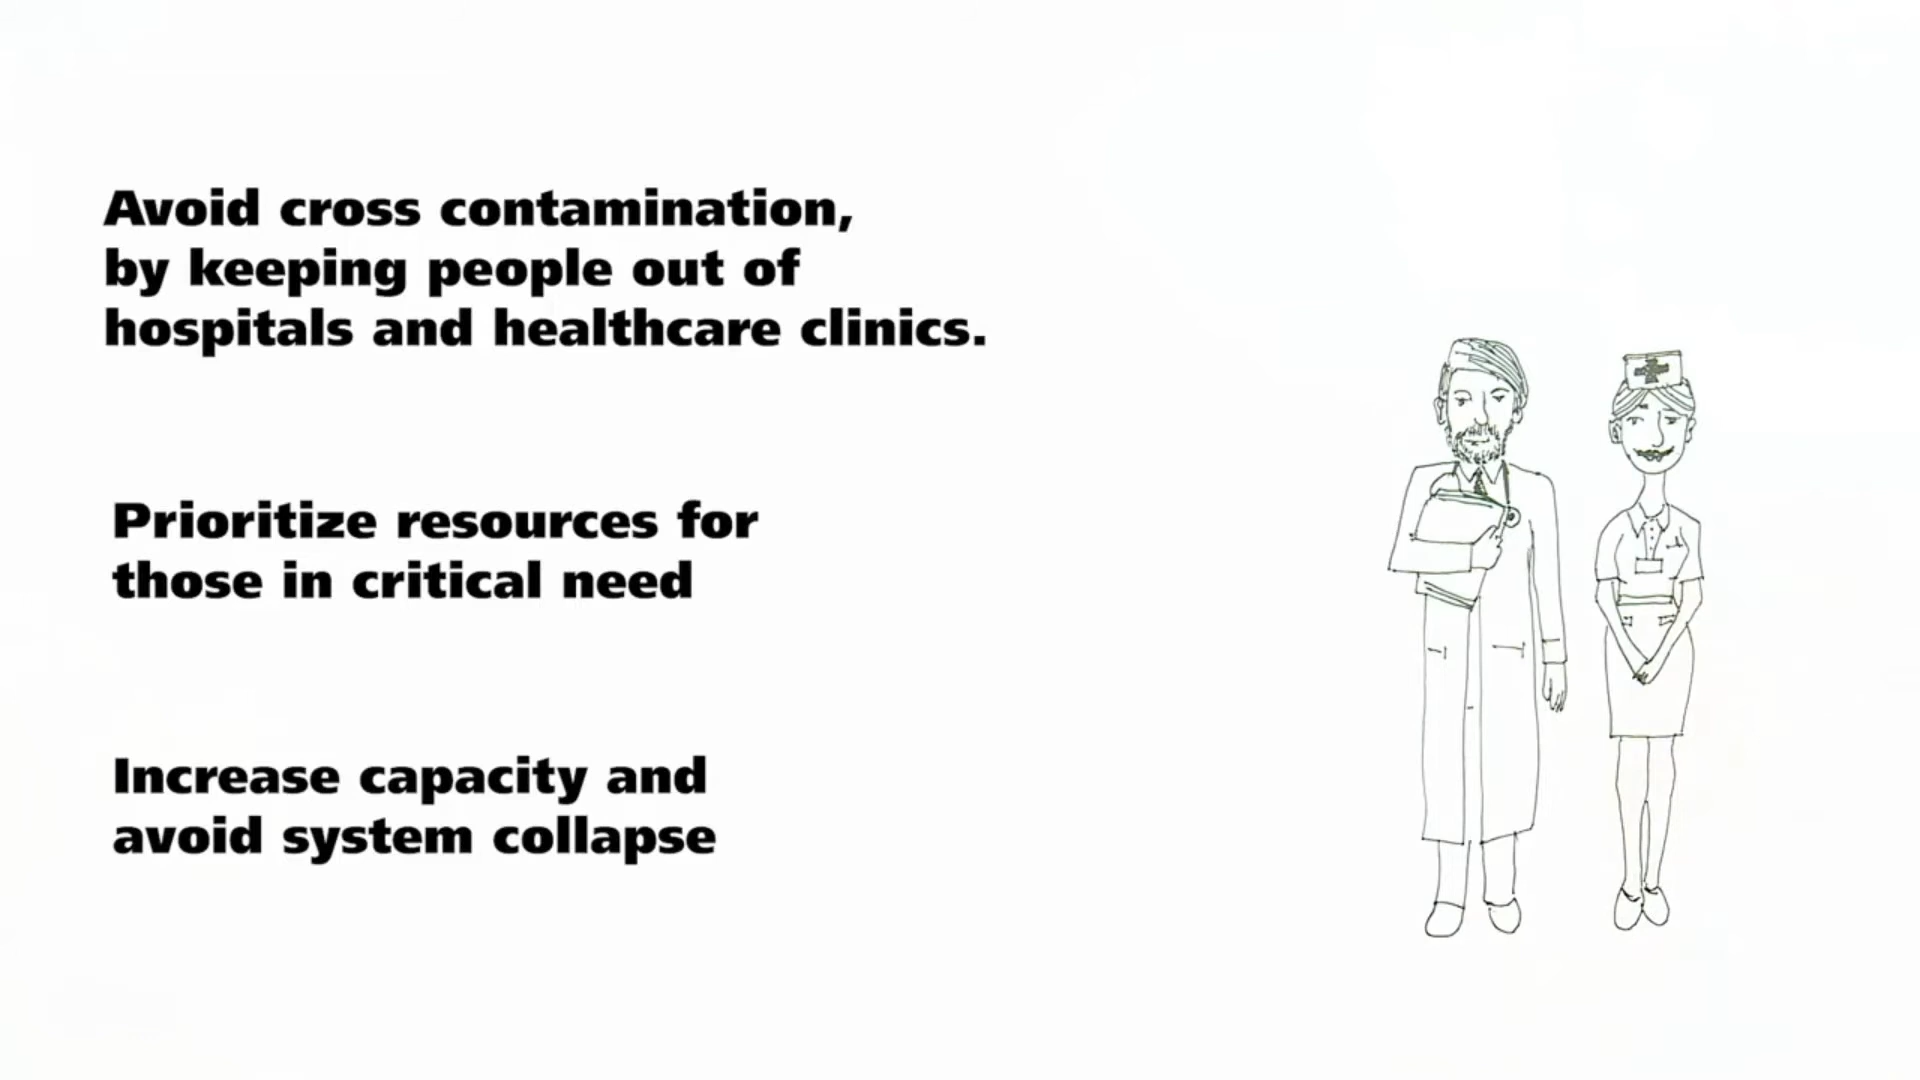 Avoid cross contamination,
by keeping people out of
hospitals and healthcare clinics.
Prioritize resources for
those in critical need
Increase capacity and
avoid system collapse